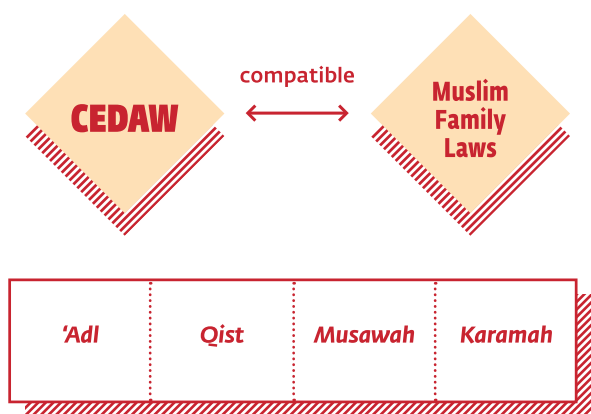 CEDAW
compatible
Muslim
Family
Laws
‘Adl
Qist
Musawah
Karamah